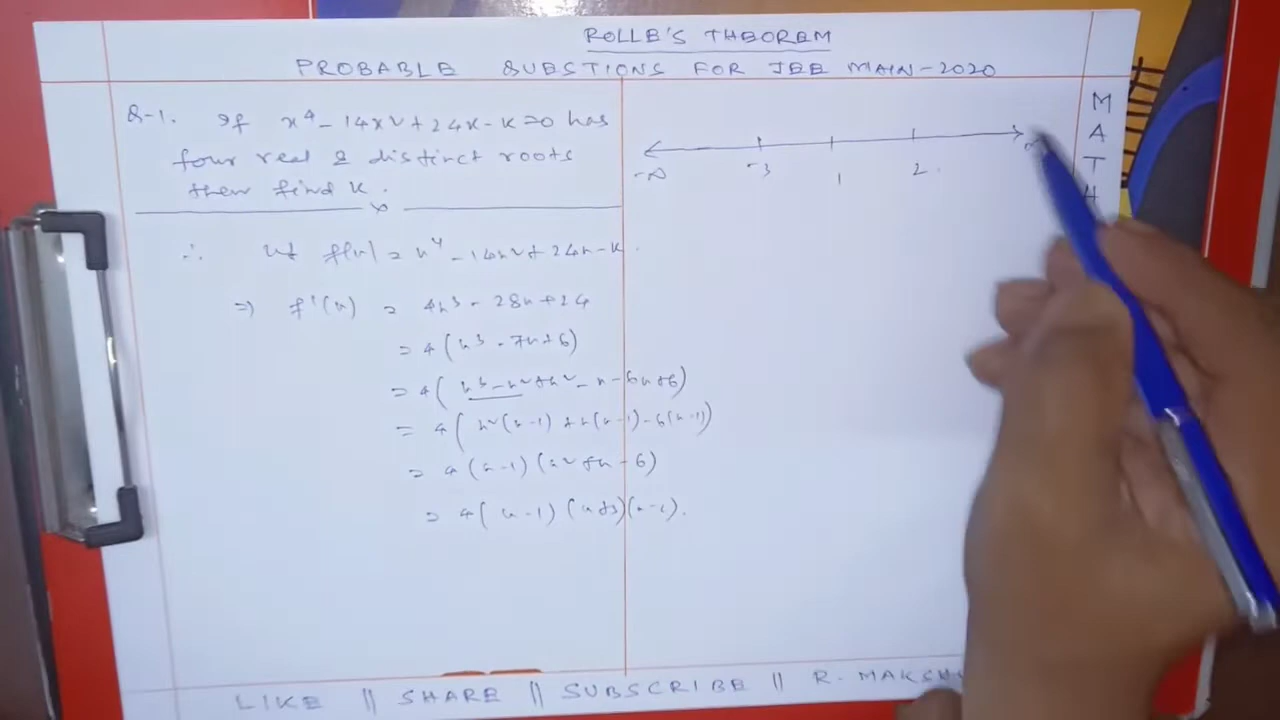 ROLLE'S THEOREM
PROBABLE QUESTIONS FOR JEE MAIN-2020
Q-1. If x⁴-14x²+24x-k=0 has
four real & distinct roots
then find k.
∴ Let f(x) = x⁴-14x²+24x-k.
⇒ f'(x) = 4x³-28x+24
= 4(x³-7x+6)
= 4(x³-x²+x²-x-6x+6)
= 4(x²(x-1)+x(x-1)-6(x-1))
= 4(x-1)(x²+x-6)
= 4(x-1)(x+3)(x-2).
-∞ -3 1 2
MATH
LIKE || SHARE || SUBSCRIBE || R.